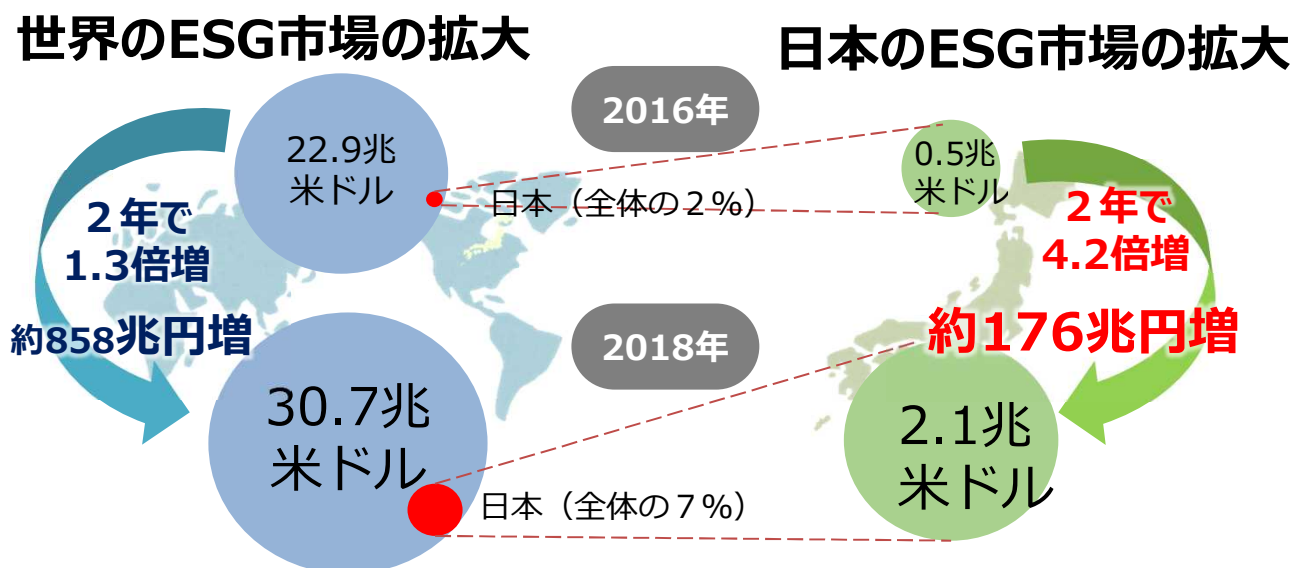 世界のESG市場の拡大
日本のESG市場の拡大
2016年
22.9兆
米ドル
日本（全体の２%）
0.5兆
米ドル
２年で
1.3倍増
約858兆円増
２年で
4.2倍増
約176兆円増
2018年
30.7兆
米ドル
日本（全体の７%）
2.1兆
米ドル